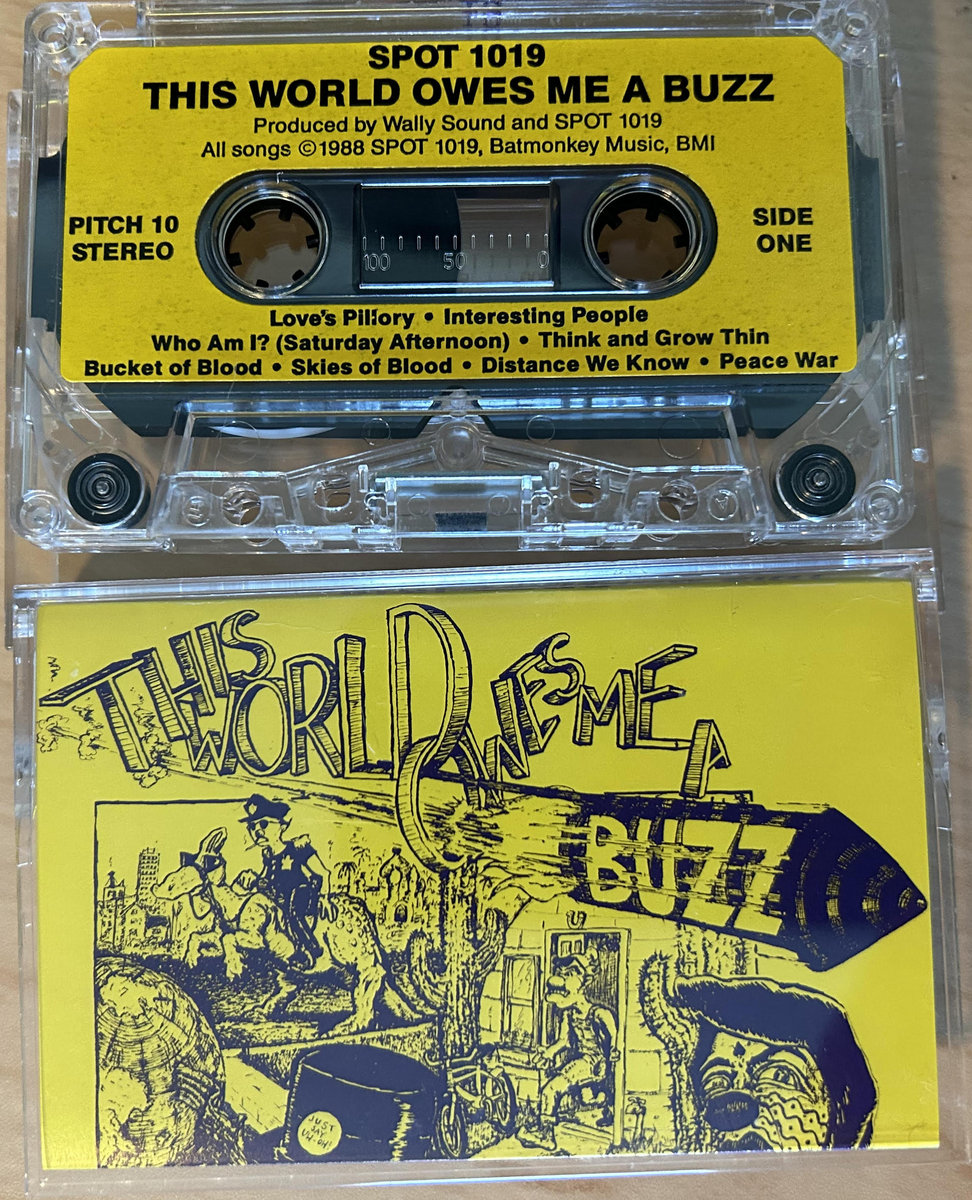 SPOT 1019
THIS WORLD OWES ME A BUZZ
Produced by Wally Sound and SPOT 1019
All songs ©1988 SPOT 1019, Batmonkey Music, BMI
PITCH 10
STEREO
SIDE
ONE
100 50 0
Love's Pillory • Interesting People
Who Am I? (Saturday Afternoon) • Think and Grow Thin
Bucket of Blood • Skies of Blood • Distance We Know • Peace War
THIS
WORLD OWES ME A
BUZZ
JUST
SAY
UH-OH!